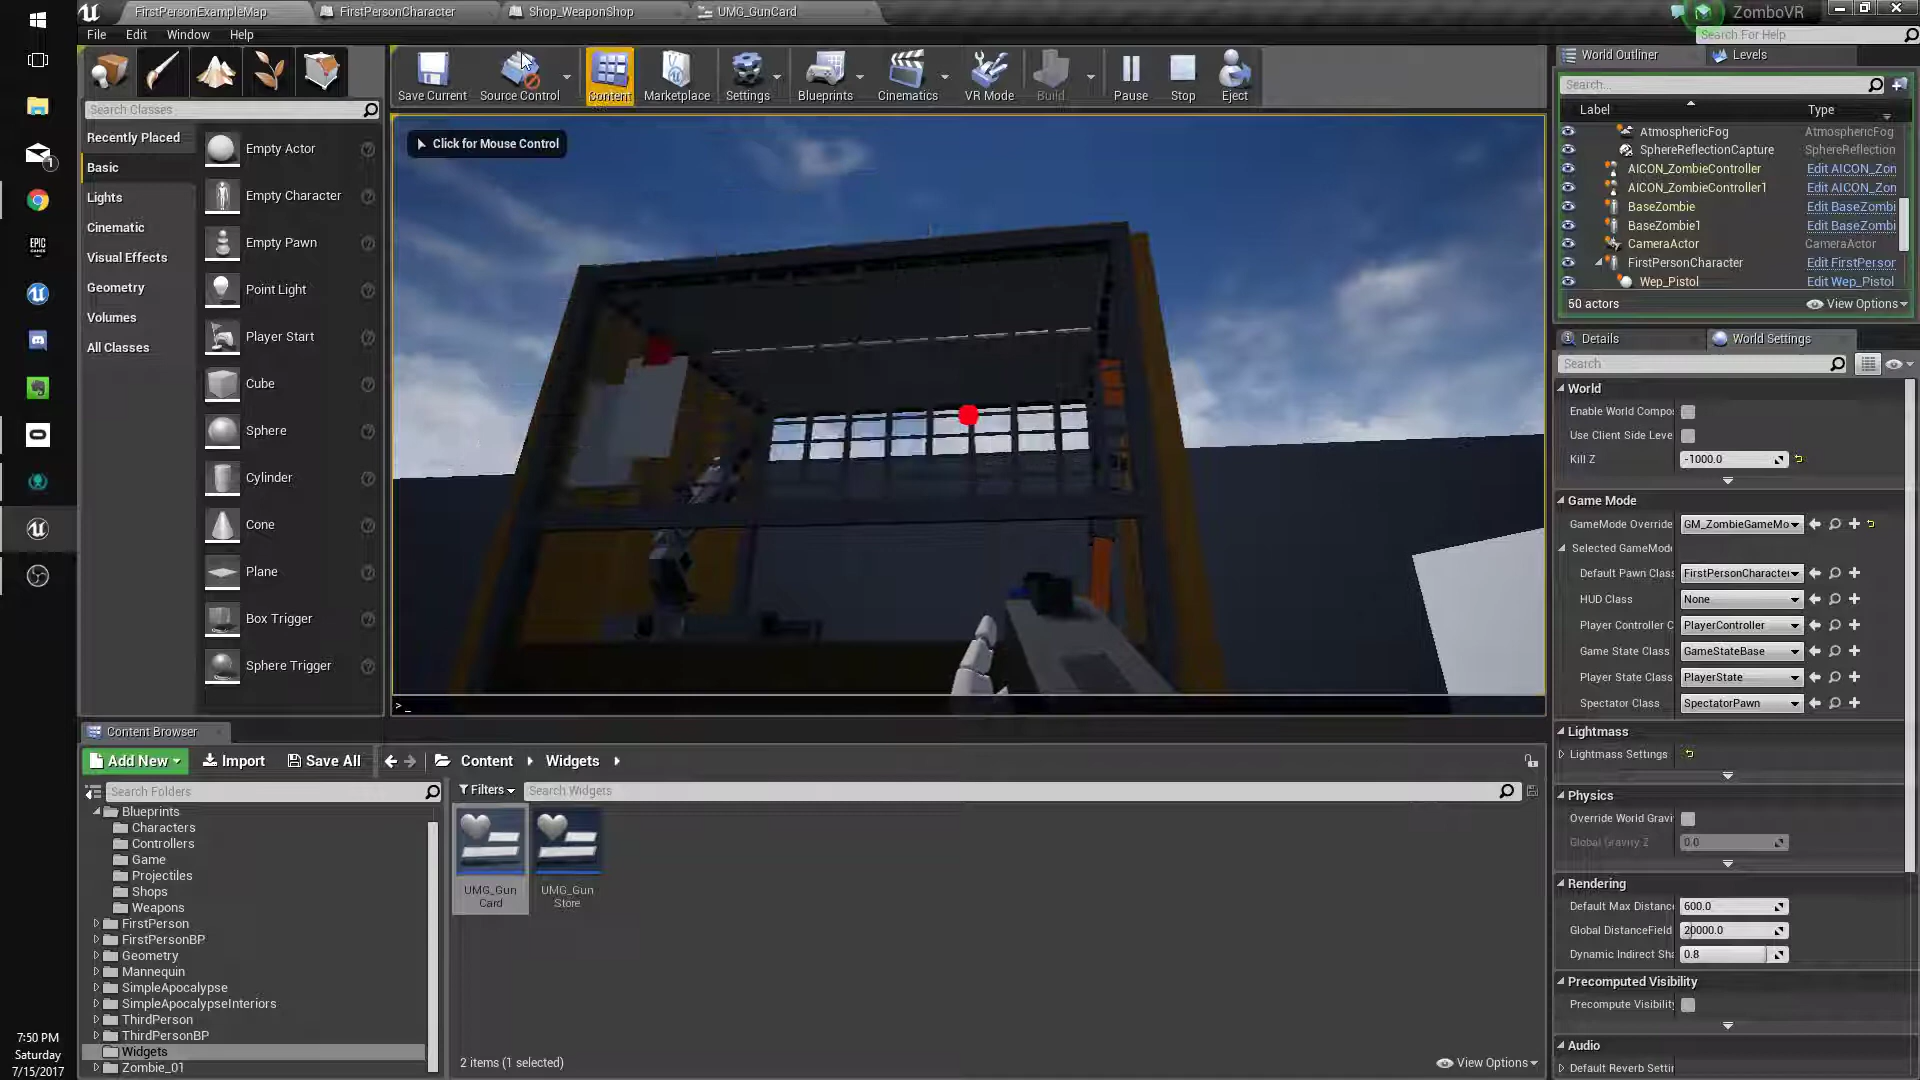 FirstPersonExampleMap
FirstPersonCharacter
Shop_WeaponShop
UMG_GunCard
ZomboVR
File
Edit
Window
Help
Search For Help
Search Classes
Recently Placed
Basic
Lights
Cinematic
Visual Effects
Geometry
Volumes
All Classes
Empty Actor
Empty Character
Empty Pawn
Point Light
Player Start
Cube
Sphere
Cylinder
Cone
Plane
Box Trigger
Sphere Trigger
Save Current
Source Control
Content
Marketplace
Settings
Blueprints
Cinematics
VR Mode
Build
Pause
Stop
Eject
Click for Mouse Control
>_
World Outliner
Levels
Search...
Label
Type
AtmosphericFog AtmosphericFog
SphereReflectionCapture SphereReflection
AICON_ZombieController Edit AICON_Zon
AICON_ZombieController1 Edit AICON_Zon
BaseZombie Edit BaseZombi
BaseZombie1 Edit BaseZombi
CameraActor CameraActor
FirstPersonCharacter Edit FirstPerson
Wep_Pistol Edit Wep_Pistol
50 actors
View Options
Details
World Settings
Search
World
Enable World Compo
Use Client Side Leve
Kill Z -1000.0
Game Mode
GameMode Override GM_ZombieGameMo
Selected GameMode
Default Pawn Class FirstPersonCharacter
HUD Class None
Player Controller C PlayerController
Game State Class GameStateBase
Player State Class PlayerState
Spectator Class SpectatorPawn
Lightmass
Lightmass Settings
Physics
Override World Gravi
Global Gravity Z 0.0
Rendering
Default Max Distance 600.0
Global DistanceField 20000.0
Dynamic Indirect Sha 0.8
Precomputed Visibility
Precompute Visibility
Audio
Default Reverb Settin
Content Browser
Add New
Import
Save All
Content
Widgets
Search Folders
Filters
Search Widgets
Blueprints
Characters
Controllers
Game
Projectiles
Shops
Weapons
FirstPerson
FirstPersonBP
Geometry
Mannequin
SimpleApocalypse
SimpleApocalypseInteriors
ThirdPerson
ThirdPersonBP
Widgets
Zombie_01
UMG_Gun
Card
UMG_Gun
Store
2 items (1 selected)
View Options
1
EPIC
GAMES
7:50 PM
Saturday
7/15/2017